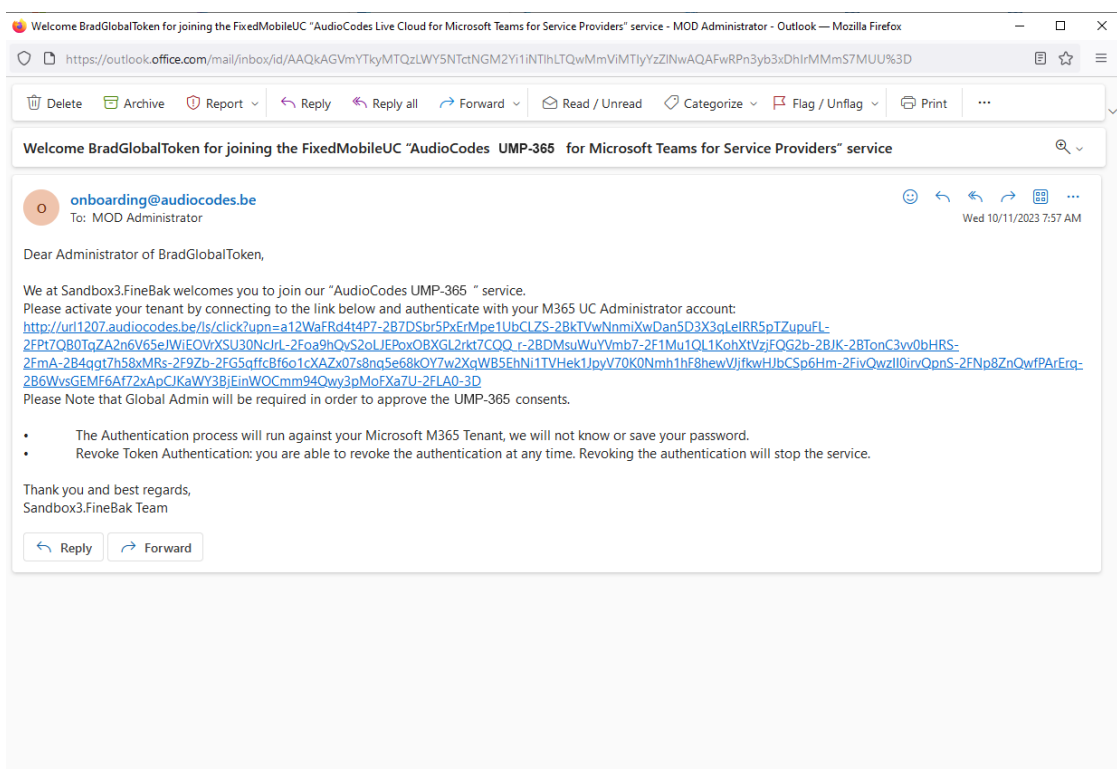 Welcome BradGlobalToken for joining the FixedMobileUC "AudioCodes Live Cloud for Microsoft Teams for Service Providers" service - MOD Administrator - Outlook — Mozilla Firefox
https://outlook.office.com/mail/inbox/id/AAQkAGVmYTkyMTQzLWY5NTctNGM2Yi1iNTlhLTQwMmViMTIyYzZlNwAQAFwRPn3yb3xDhIrMMmS7MUU%3D
Delete Archive Report Reply Reply all Forward Read / Unread Categorize Flag / Unflag Print ...
Welcome BradGlobalToken for joining the FixedMobileUC "AudioCodes UMP-365 for Microsoft Teams for Service Providers" service
O
onboarding@audiocodes.be
To: MOD Administrator
Wed 10/11/2023 7:57 AM
Dear Administrator of BradGlobalToken,
We at Sandbox3.FineBak welcomes you to join our "AudioCodes UMP-365 " service.
Please activate your tenant by connecting to the link below and authenticate with your M365 UC Administrator account:
http://url1207.audiocodes.be/ls/click?upn=a12WaFRd4t4P7-2B7DSbr5PxErMpe1UbCLZS-2BkTVwNnmiXwDan5D3X3qLeIRR5pTZupuFL-
2FPt7QB0TqZA2n6V65eJWiEOVrXSU30NcJrL-2Foa9hQvS2oLJEPoxOBXGL2rkt7CQQ_r-2BDMsuWuYVmb7-2F1Mu1QL1KohXtVzjFQG2b-2BJK-2BTonC3vv0bHRS-
2FmA-2B4qgt7h58xMRs-2F9Zb-2FG5qffcBf6o1cXAZx07s8nq5e68kOY7w2XqWB5EhNi1TVHek1JpyV70K0Nmh1hF8hewVJjfkwHJbCSp6Hm-2FivQwzIl0irvQpnS-2FNp8ZnQwfPArErq-
2B6WvsGEMF6Af72xApCJKaWY3BjEinWOCmm94Qwy3pMoFXa7U-2FLA0-3D
Please Note that Global Admin will be required in order to approve the UMP-365 consents.
• The Authentication process will run against your Microsoft M365 Tenant, we will not know or save your password.
• Revoke Token Authentication: you are able to revoke the authentication at any time. Revoking the authentication will stop the service.
Thank you and best regards,
Sandbox3.FineBak Team
Reply Forward